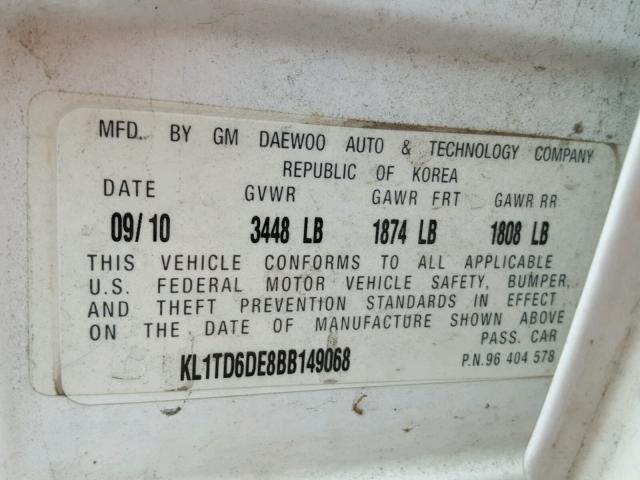 MFD. BY GM DAEWOO AUTO & TECHNOLOGY COMPANY
REPUBLIC OF KOREA
DATE GVWR GAWR FRT GAWR RR
09/10 3448 LB 1874 LB 1808 LB
THIS VEHICLE CONFORMS TO ALL APPLICABLE
U.S. FEDERAL MOTOR VEHICLE SAFETY, BUMPER,
AND THEFT PREVENTION STANDARDS IN EFFECT
ON THE DATE OF MANUFACTURE SHOWN ABOVE
PASS. CAR
KL1TD6DE8BB149068 P.N.96 404 578